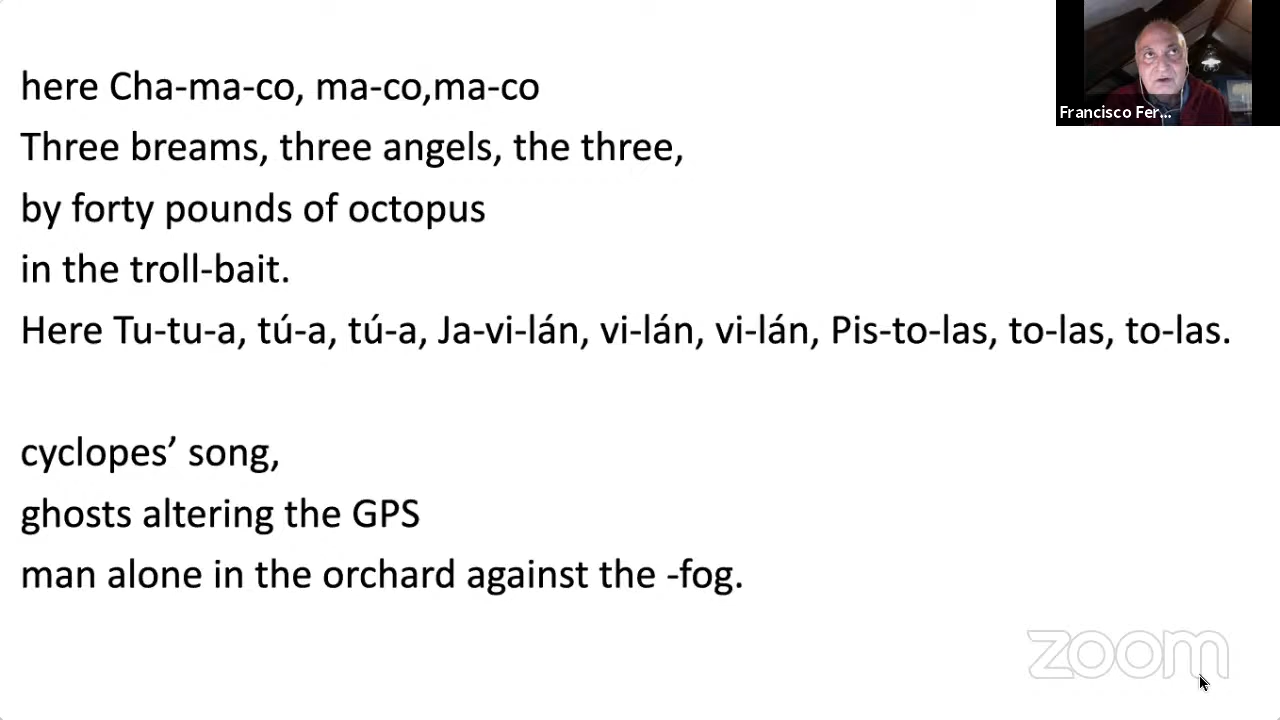 here Cha-ma-co, ma-co,ma-co
Three breams, three angels, the three,
by forty pounds of octopus
in the troll-bait.
Here Tu-tu-a, tú-a, tú-a, Ja-vi-lán, vi-lán, vi-lán, Pis-to-las, to-las, to-las.
cyclopes’ song,
ghosts altering the GPS
man alone in the orchard against the -fog.
Francisco Fer...
zoom